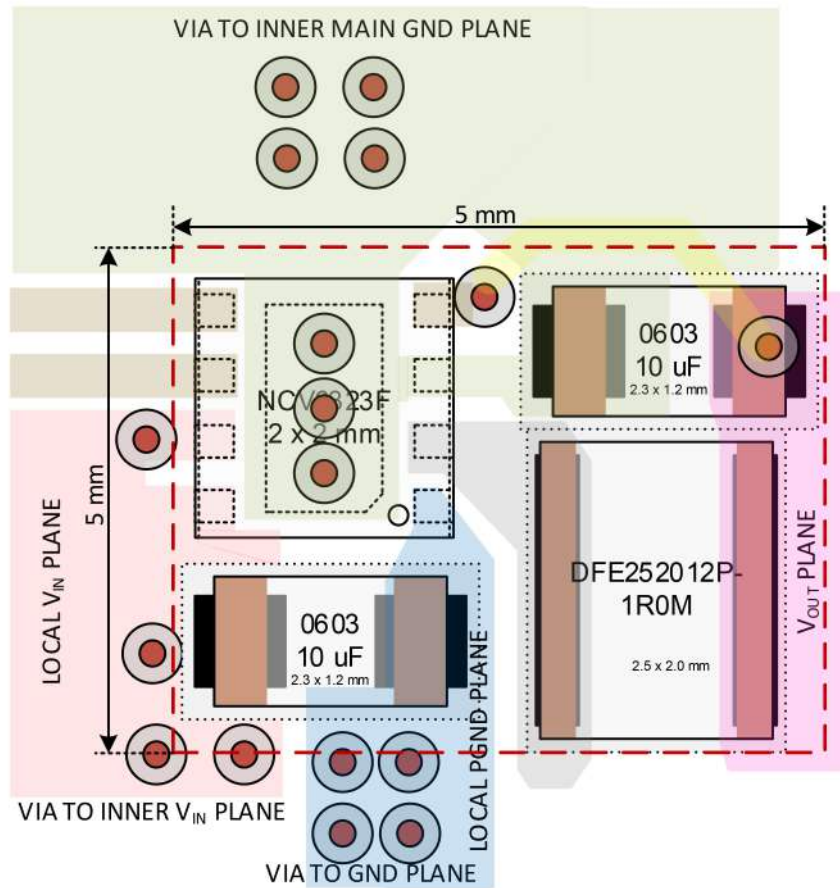 VIA TO INNER MAIN GND PLANE
5 mm
5 mm
0603
10 uF
2.3 x 1.2 mm
2 x 2 mm
LOCAL VIN PLANE
DFE252012P-
1R0M
2.5 x 2.0 mm
VOUT PLANE
0603
10 uF
2.3 x 1.2 mm
LOCAL PGND PLANE
VIA TO INNER VIN PLANE
VIA TO GND PLANE